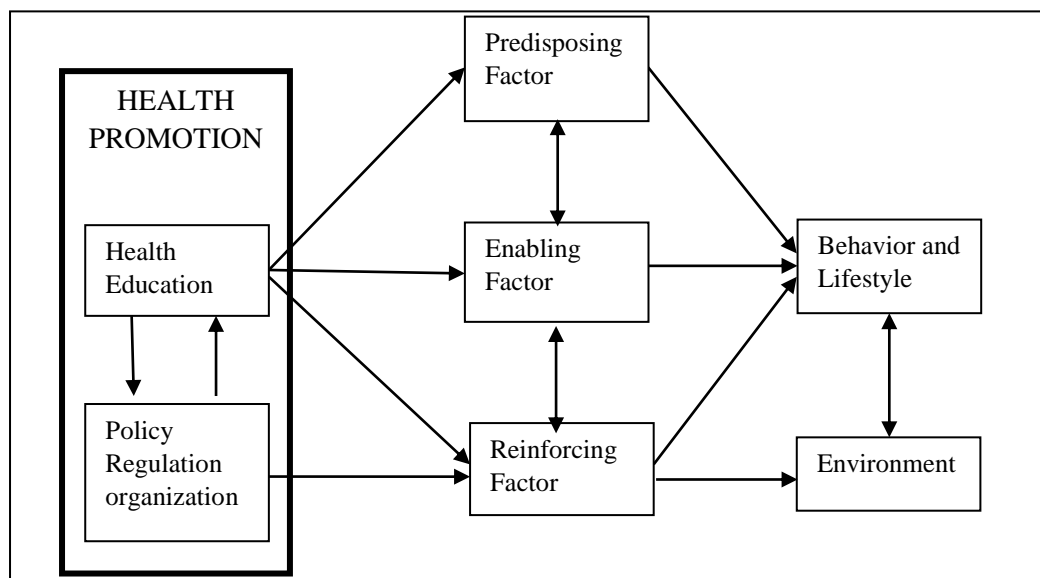 HEALTH
PROMOTION
Health
Education
Policy
Regulation
organization
Predisposing
Factor
Enabling
Factor
Reinforcing
Factor
Behavior and
Lifestyle
Environment